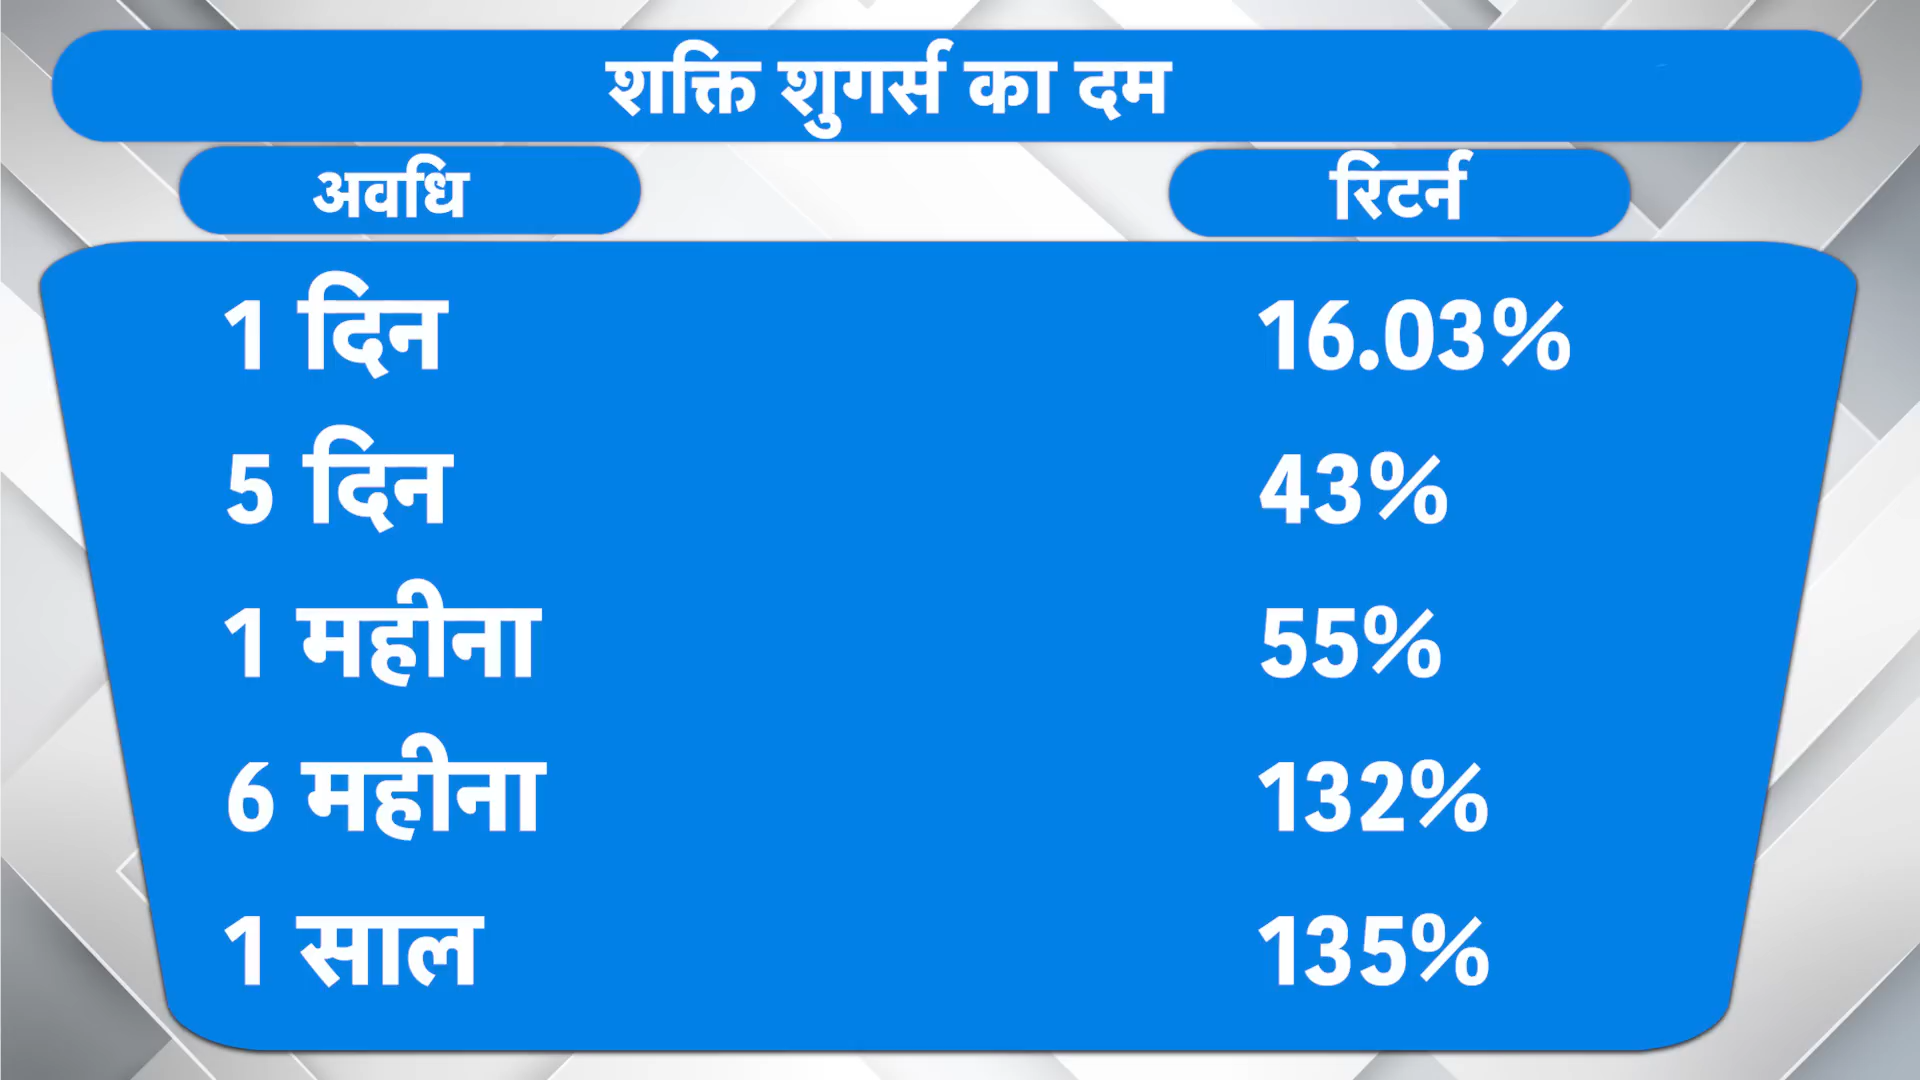 शक्ति शुगर्स का दम
अवधि रिटर्न
1 दिन 16.03%
5 दिन 43%
1 महीना 55%
6 महीना 132%
1 साल 135%